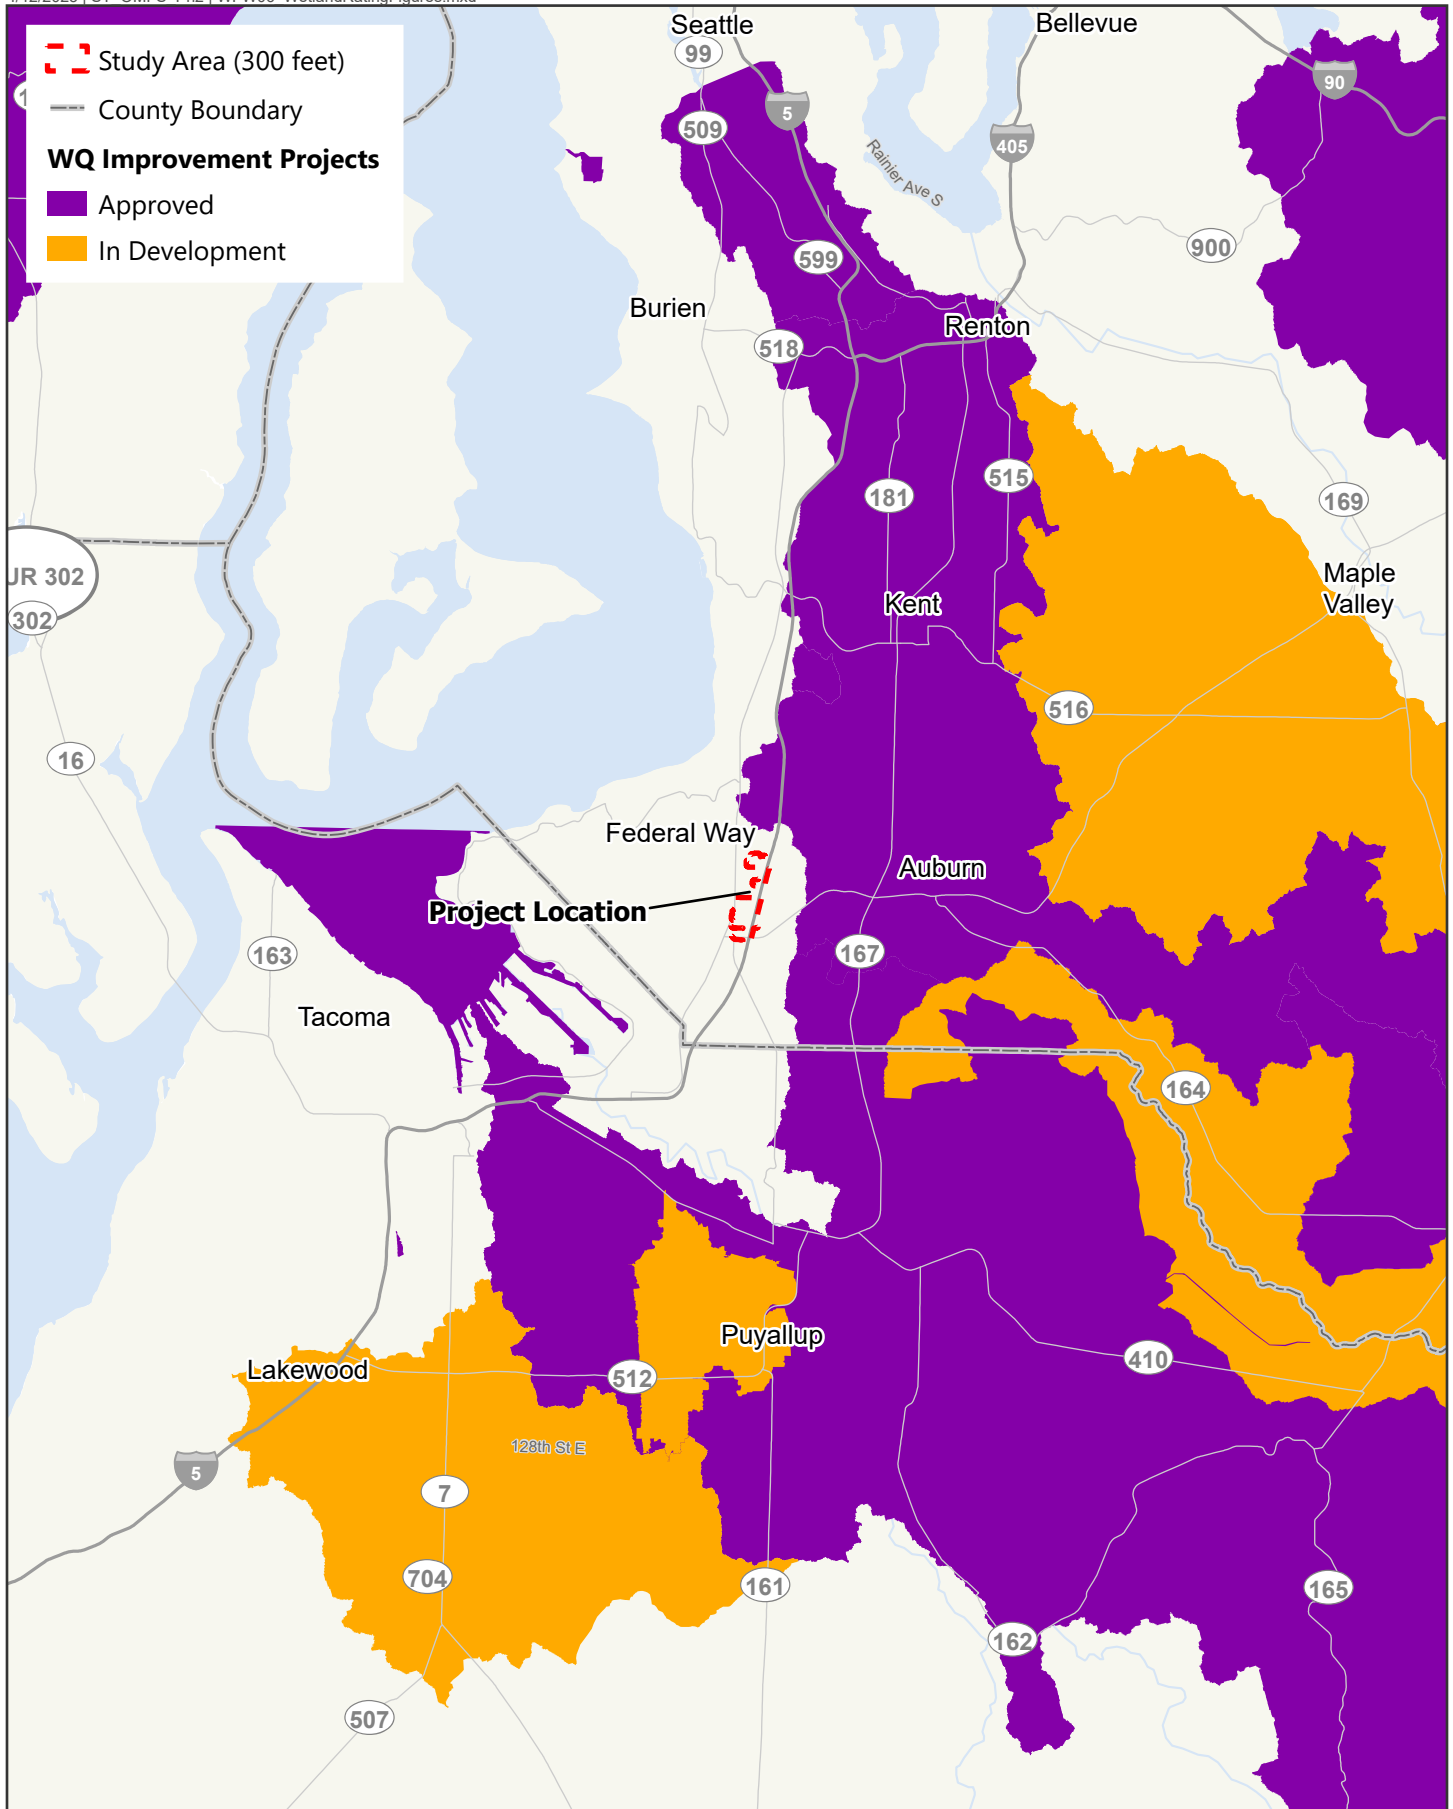 Study Area (300 feet)
County Boundary
WQ Improvement Projects
Approved
In Development
Seattle
Bellevue
99
5
90
509
405
Rainier Ave S
900
599
Burien
Renton
518
515
181
169
UR 302
302
Maple
Valley
Kent
516
16
Federal Way
Auburn
Project Location
163
167
Tacoma
164
Puyallup
410
Lakewood
512
128th St E
5
7
704
161
165
162
507